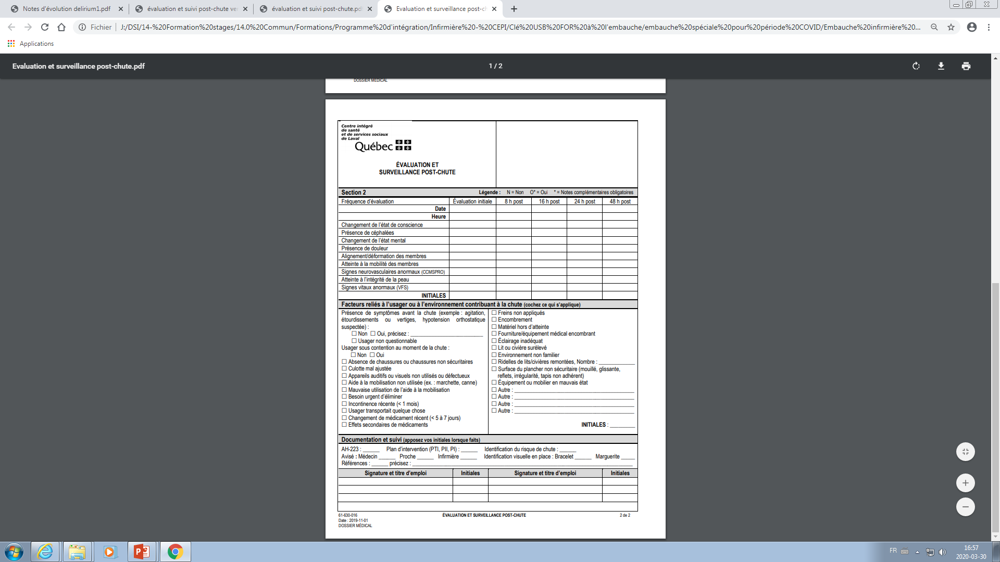 Notes d'évolution delirium1.pdf
évaluation et suivi post-chute ver
évaluation et suivi post-chute.pd
Evaluation et surveillance post-ch
Fichier
J:/DSI/14-%20Formation%20stages/14.0%20Commun/Formations/Programme%20d'intégration/Infirmière%20-%20CEPI/Clé%20USB%20FOR%20à%20l'embauche/embauche%20spéciale%20pour%20période%20COVID/Embauche%20infirmière%20...
Applications
Evaluation et surveillance post-chute.pdf
1 / 2
DOSSIER MÉDICAL
Centre intégré
de santé
et de services sociaux
de Laval
Québec
ÉVALUATION ET
SURVEILLANCE POST-CHUTE
Section 2 Légende : N = Non O* = Oui * = Notes complémentaires obligatoires
Fréquence d'évaluation Évaluation initiale 8 h post 16 h post 24 h post 48 h post
Date
Heure
Changement de l'état de conscience
Présence de céphalées
Changement de l'état mental
Présence de douleur
Alignement/déformation des membres
Atteinte à la mobilité des membres
Signes neurovasculaires anormaux (CCMSPRO)
Atteinte à l'intégrité de la peau
Signes vitaux anormaux (VFS)
INITIALES
Facteurs reliés à l'usager ou à l'environnement contribuant à la chute (cochez ce qui s'applique)
Présence de symptômes avant la chute (exemple : agitation,
étourdissements ou vertiges, hypotension orthostatique
suspectée) :
☐ Non ☐ Oui, précisez : ____________
☐ Usager non questionnable
Usager sous contention au moment de la chute :
☐ Non ☐ Oui
☐ Absence de chaussures ou chaussures non sécuritaires
☐ Culotte mal ajustée
☐ Appareils auditifs ou visuels non utilisés ou défectueux
☐ Aide à la mobilisation non utilisée (ex. : marchette, canne)
☐ Mauvaise utilisation de l'aide à la mobilisation
☐ Besoin urgent d'éliminer
☐ Incontinence récente (< 1 mois)
☐ Usager transportait quelque chose
☐ Changement de médicament récent (< 5 à 7 jours)
☐ Effets secondaires de médicaments
☐ Freins non appliqués
☐ Encombrement
☐ Matériel hors d'atteinte
☐ Fourniture/équipement médical encombrant
☐ Éclairage inadéquat
☐ Lit ou civière surélevé
☐ Environnement non familier
☐ Ridelles de lits/civières remontées, Nombre : ____________
☐ Surface du plancher non sécuritaire (mouillé, glissante,
reflets, irrégularité, tapis non adhérent)
☐ Équipement ou mobilier en mauvais état
☐ Autre : ____________
☐ Autre : ____________
☐ Autre : ____________
☐ Autre : ____________
INITIALES : ________
Documentation et suivi (apposez vos initiales lorsque faits)
AH-223 : ______ Plan d'intervention (PTI, PII, PI) : ______ Identification du risque de chute : ______
Avisé : Médecin ______ Proche ______ Infirmière ______ Identification visuelle en place : Bracelet ______ Marguerite _____
Références : ______ précisez : ____________
Signature et titre d'emploi Initiales Signature et titre d'emploi Initiales
61-630-016 ÉVALUATION ET SURVEILLANCE POST-CHUTE 2 de 2
Date : 2019-11-01
DOSSIER MÉDICAL
FR
16:57
2020-03-30